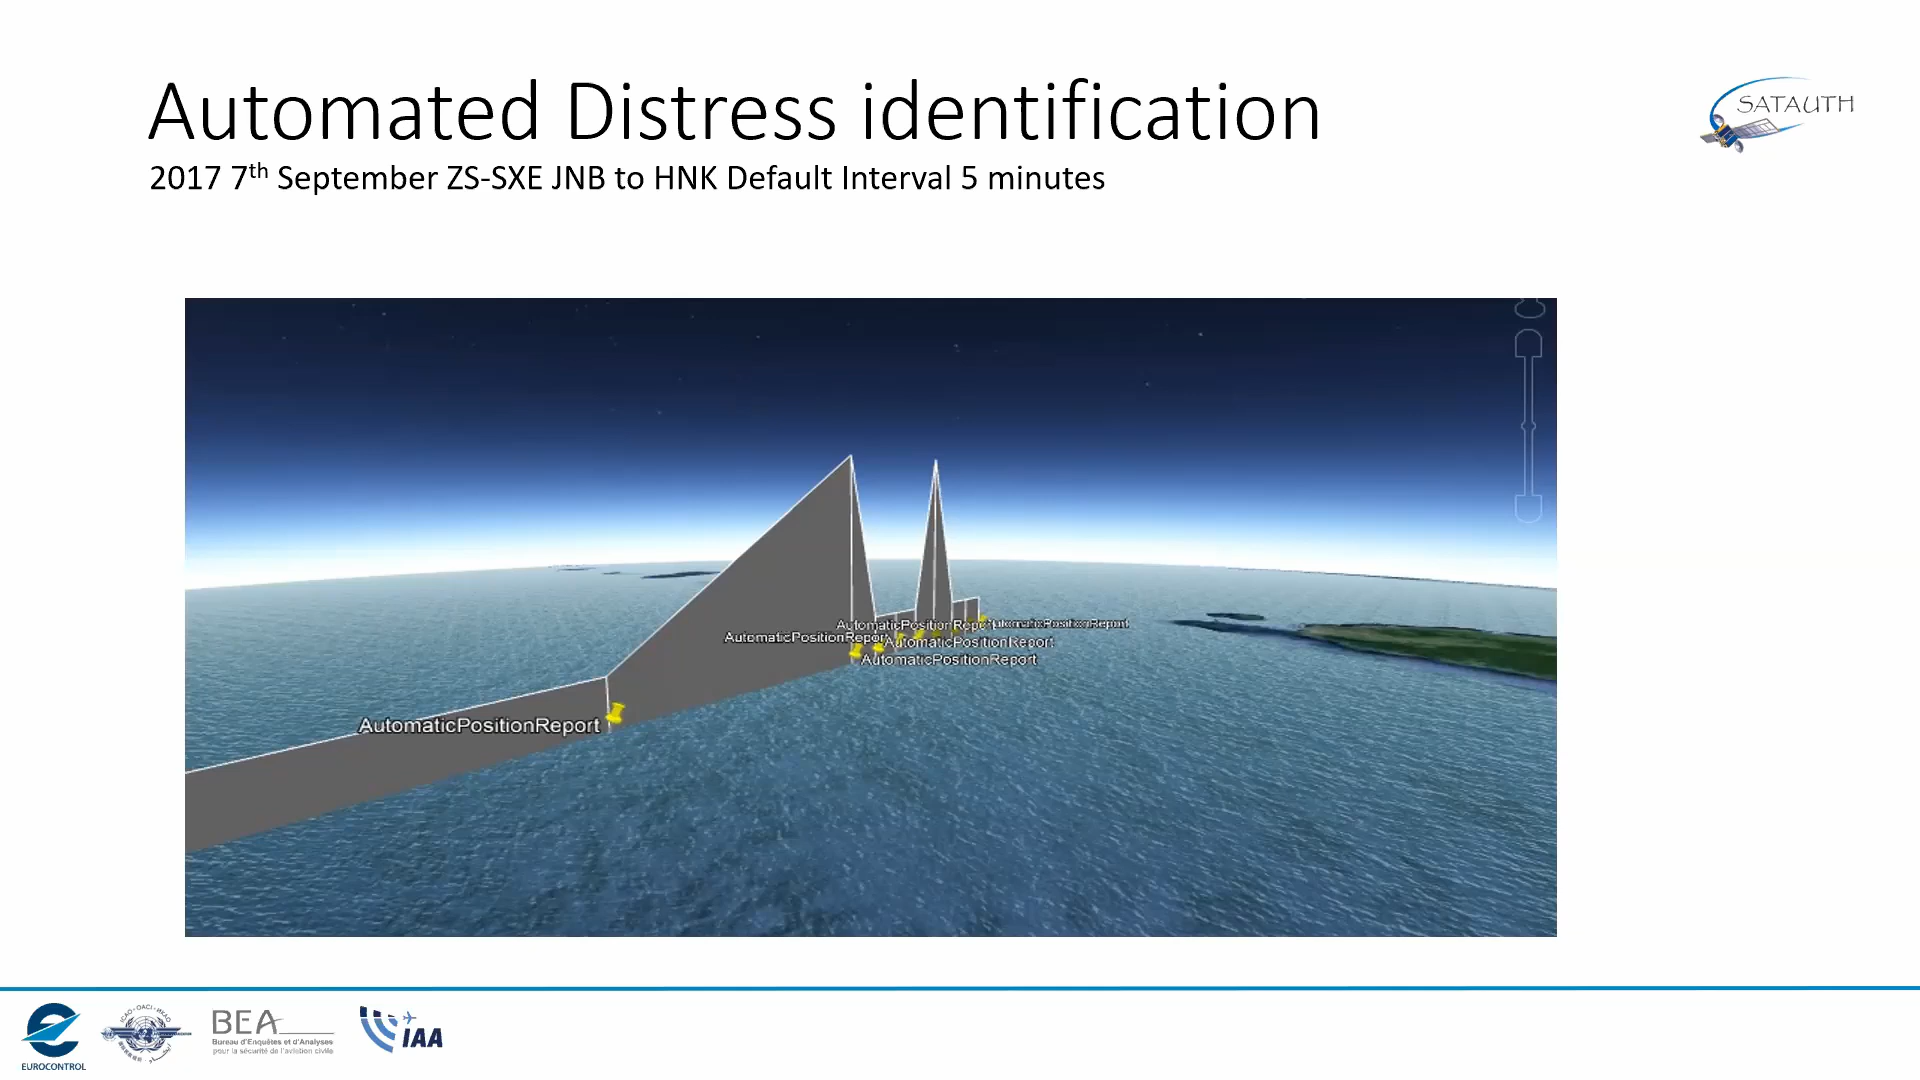 Automated Distress identification
SATAUTH
2017 7th September ZS-SXE JNB to HNK Default Interval 5 minutes
AutomaticPositionReport
AutomaticPositionReport
AutomaticPositionReport
AutomaticPositionReport
AutomaticPositionReport
AutomaticPositionReport
EUROCONTROL
BEA
Bureau d'Enquêtes et d'Analyses
pour la sécurité de l'aviation civile
IAA